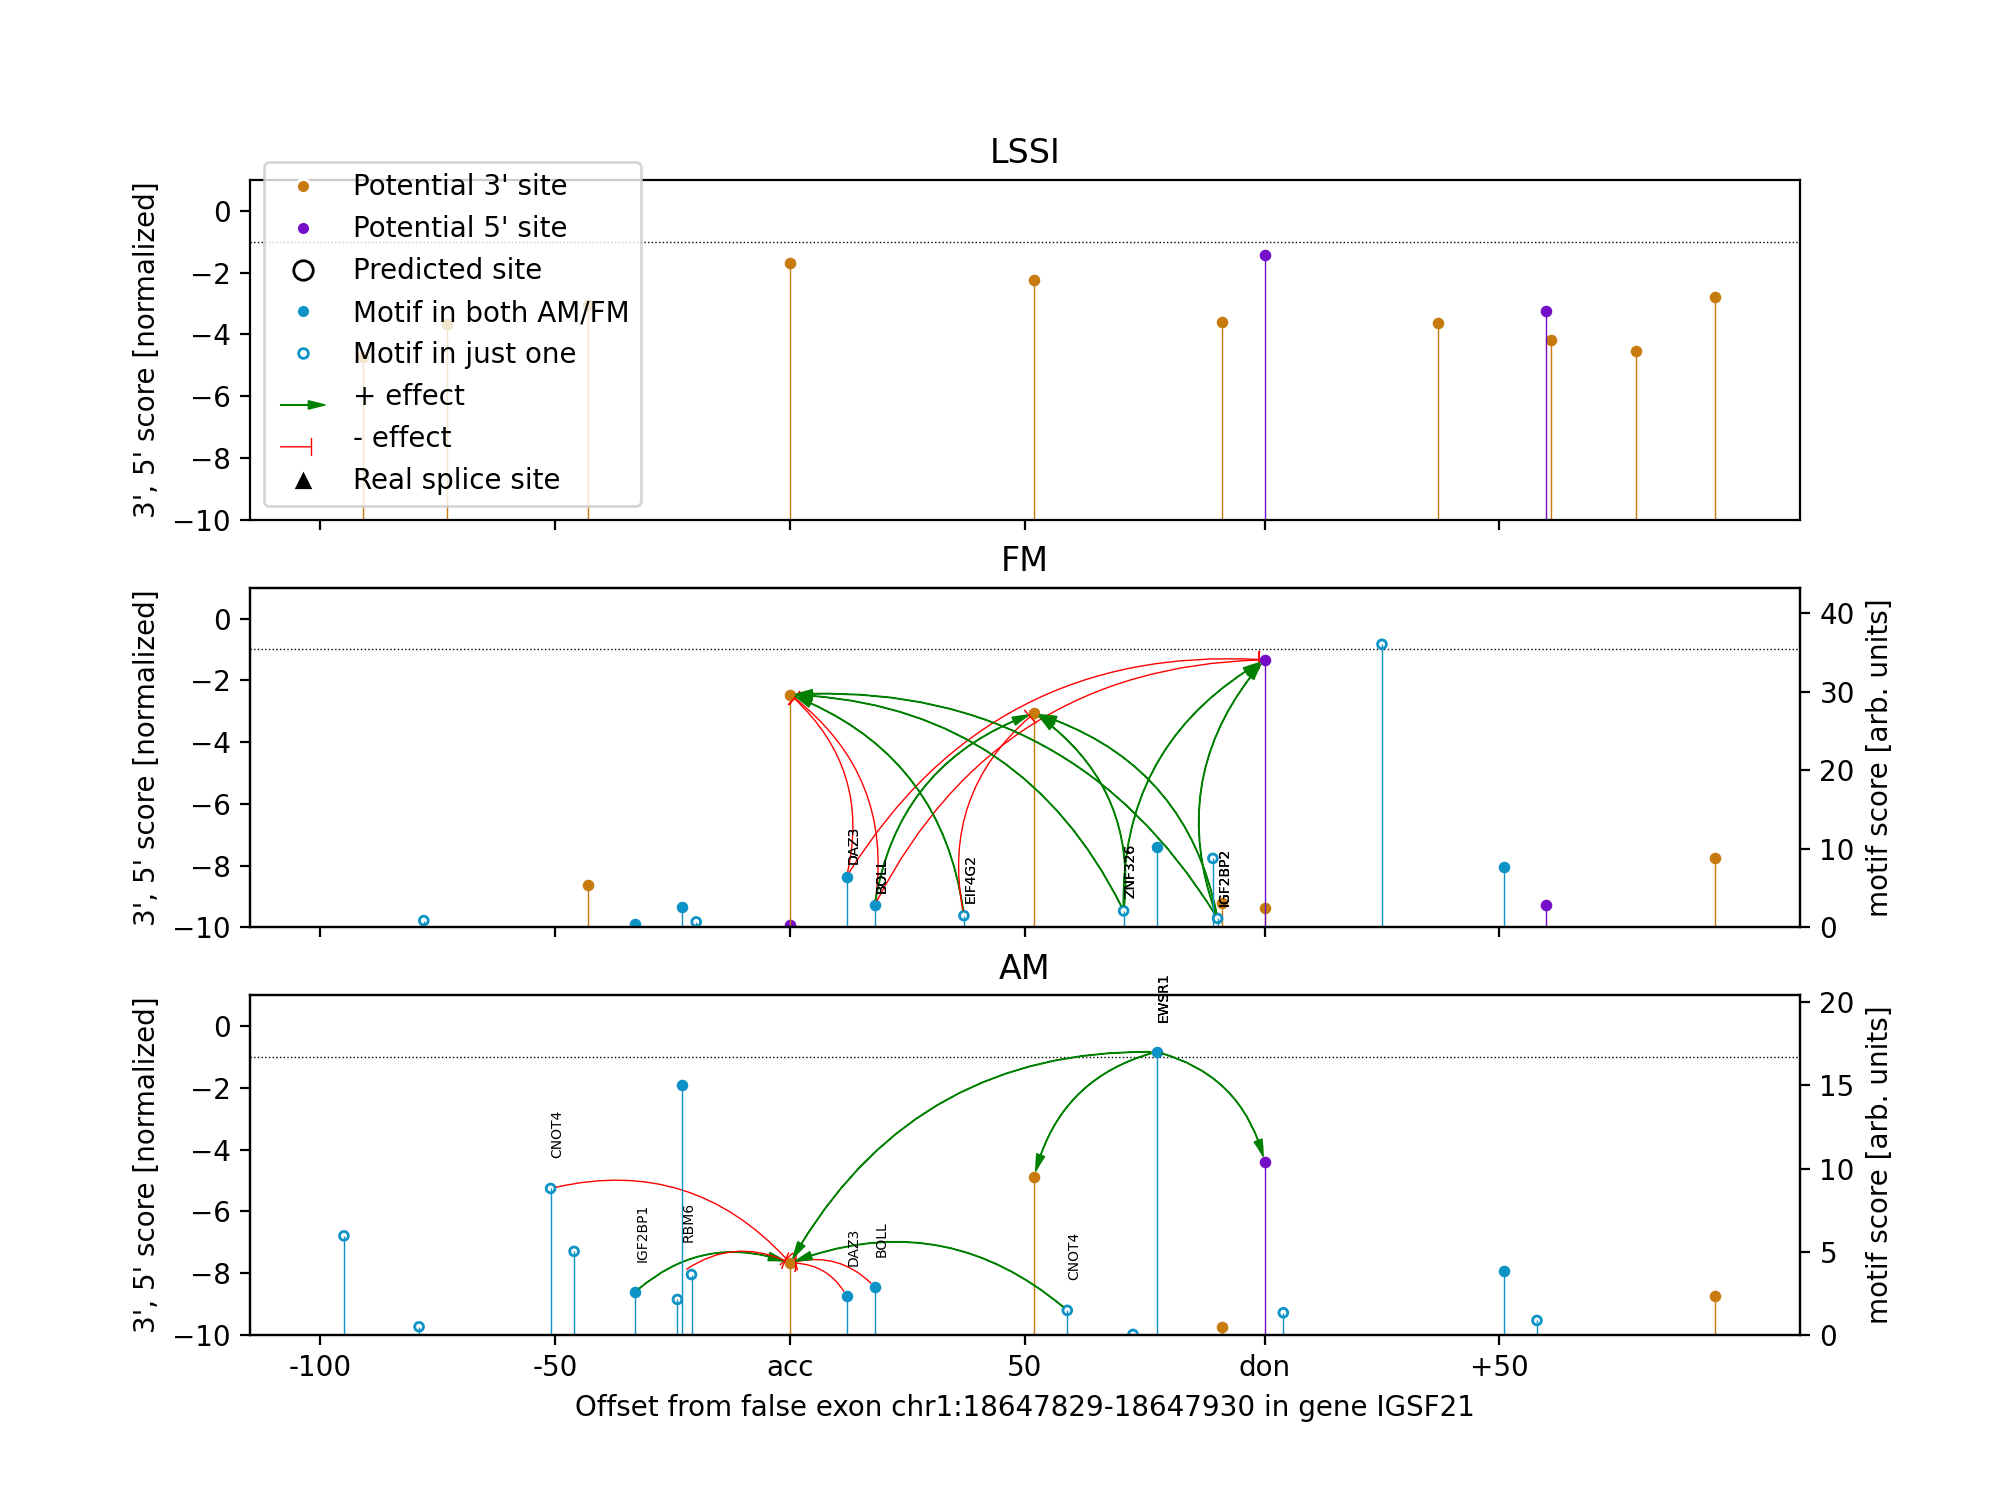 LSSI
3', 5' score [normalized]
0
−2
−4
−6
−8
−10
Potential 3' site
Potential 5' site
Predicted site
Motif in both AM/FM
Motif in just one
+ effect
- effect
Real splice site
FM
3', 5' score [normalized]
0
−2
−4
−6
−8
−10
DAZ3
BOLL
EIF4G2
ZNF326
IGF2BP2
40
30
20
10
0
motif score [arb. units]
AM
3', 5' score [normalized]
0
−2
−4
−6
−8
−10
CNOT4
IGF2BP1
RBM6
DAZ3
BOLL
CNOT4
EWSR1
20
15
10
5
0
motif score [arb. units]
-100 -50 acc 50 don +50
Offset from false exon chr1:18647829-18647930 in gene IGSF21